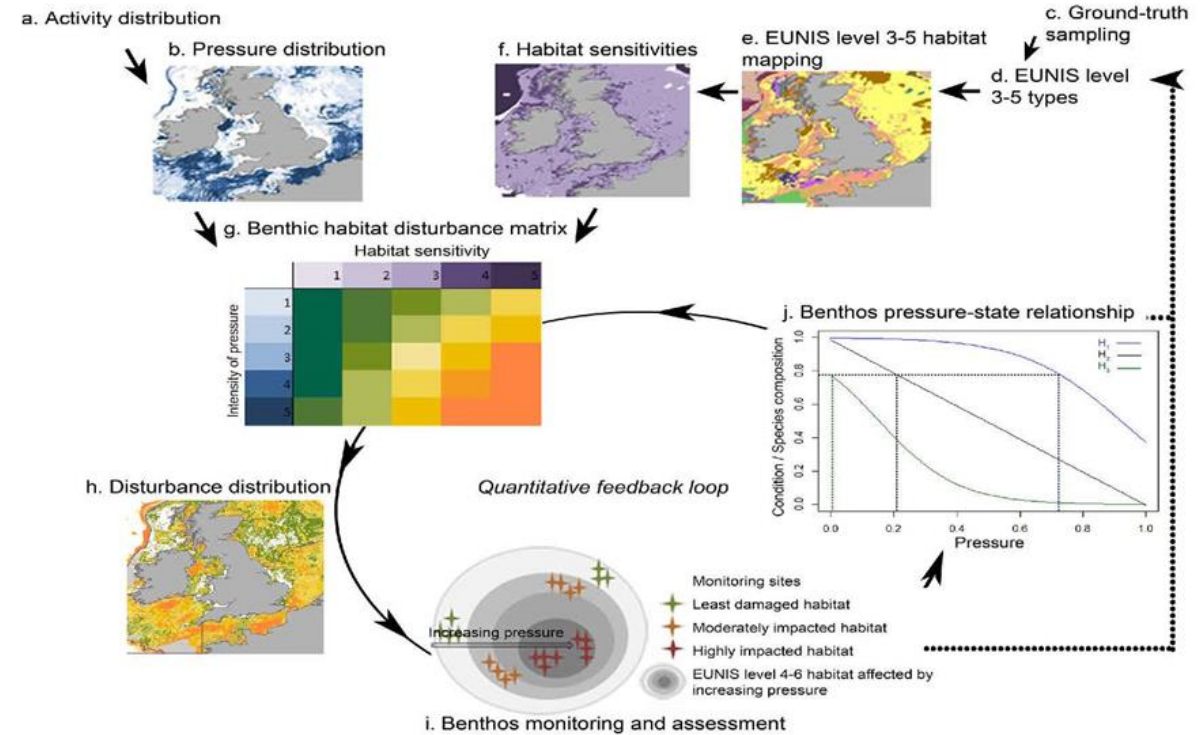 a. Activity distribution
b. Pressure distribution
f. Habitat sensitivities
e. EUNIS level 3-5 habitat
mapping
c. Ground-truth
sampling
d. EUNIS level
3-5 types
g. Benthic habitat disturbance matrix
Habitat sensitivity
1 2 3 4 5
Intensity of pressure
1
2
3
4
5
j. Benthos pressure-state relationship
Condition / Species composition
1.0
0.8
0.6
0.4
0.2
0.0
H1
H2
H3
0.0 0.2 0.4 0.6 0.8 1.0
Pressure
h. Disturbance distribution
Quantitative feedback loop
Increasing pressure
Monitoring sites
Least damaged habitat
Moderately impacted habitat
Highly impacted habitat
EUNIS level 4-6 habitat affected by
increasing pressure
i. Benthos monitoring and assessment